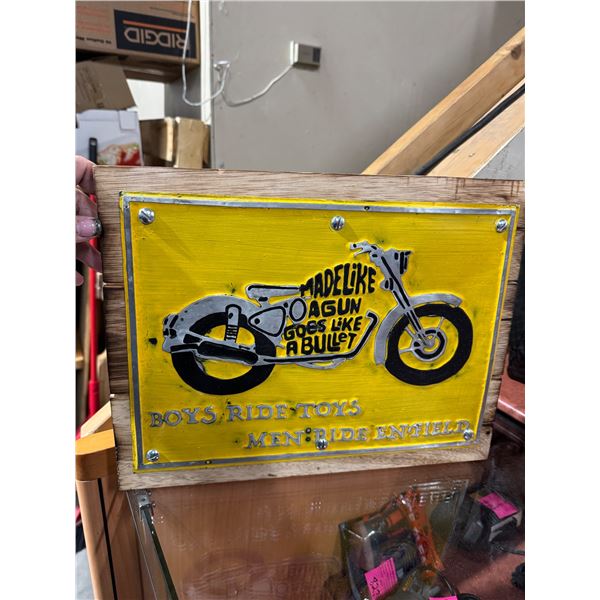 RIDGID
MADE LIKE
A GUN
GOES LIKE
A BULLET
BOYS RIDE TOYS
MEN RIDE ENFIELD